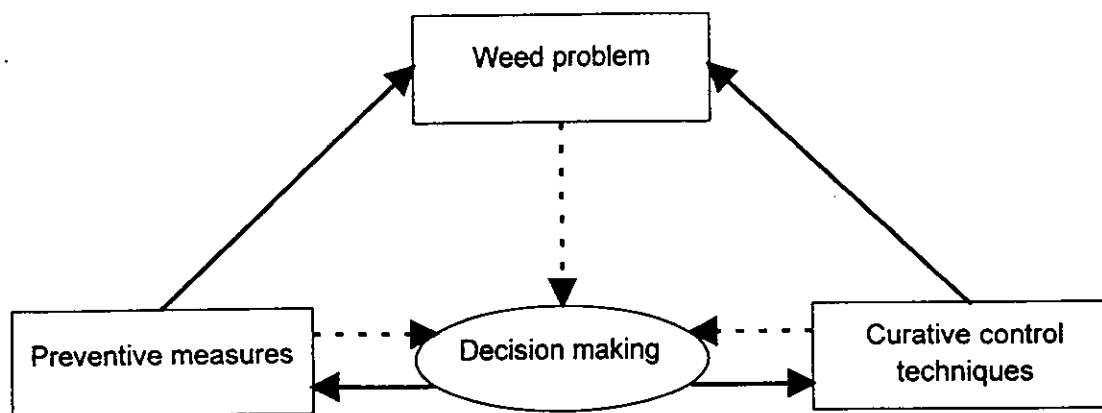 Weed problem
Preventive measures
Decision making
Curative control
techniques